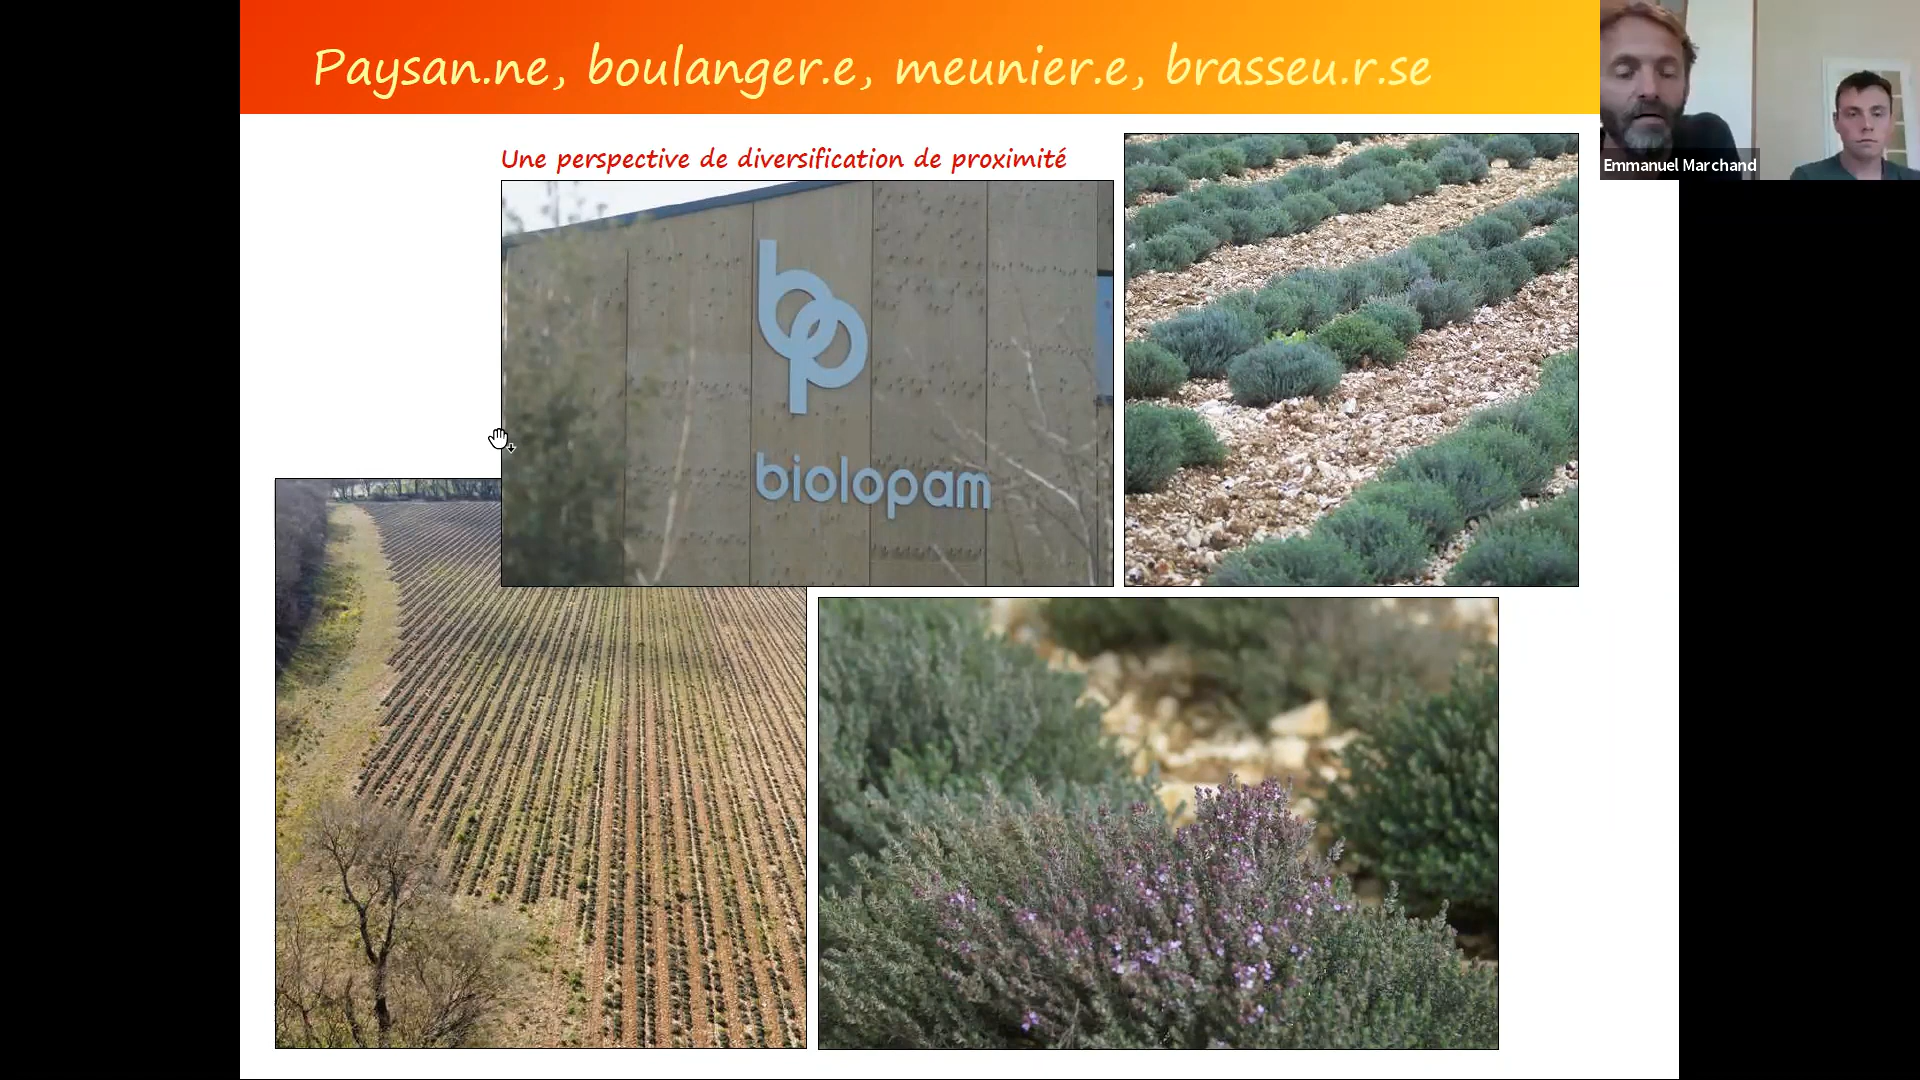 Paysan.ne, boulanger.e, meunier.e, brasseu.r.se
Emmanuel Marchand
Une perspective de diversification de proximité
bp
biolopam